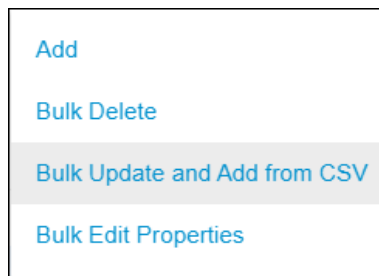 Add
Bulk Delete
Bulk Update and Add from CSV
Bulk Edit Properties